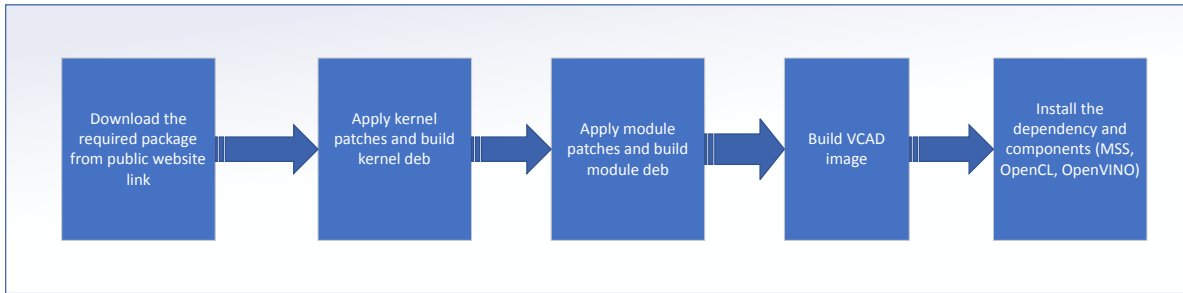 Download the
required package
from public website
link
Apply kernel
patches and build
kernel deb
Apply module
patches and build
module deb
Build VCAD
image
Install the
dependency and
components (MSS,
OpenCL, OpenVINO)